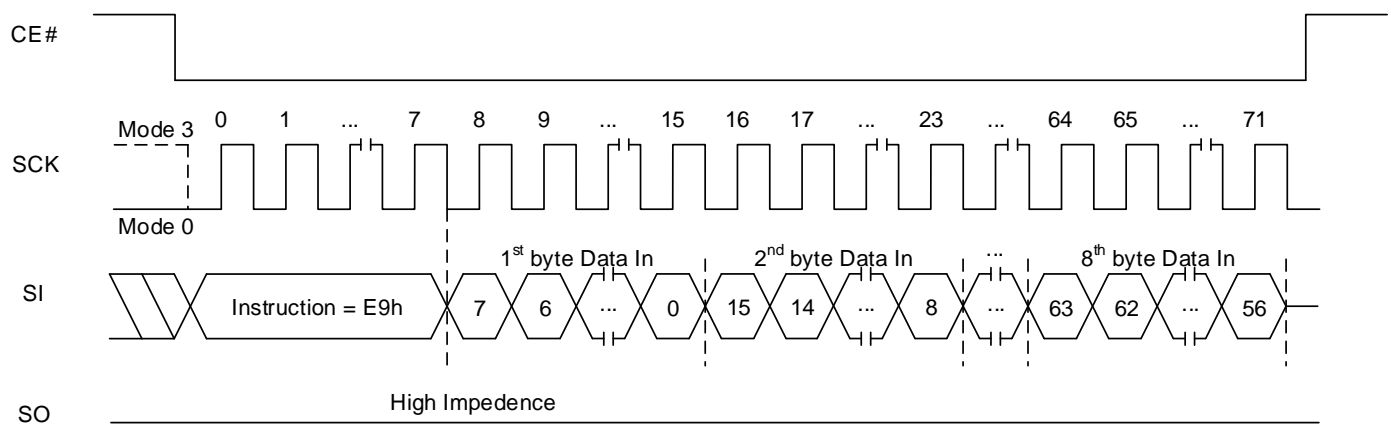 CE#
Mode 3
0 1 ... 7 8 9 ... 15 16 17 ... 23 ... 64 65 ... 71
SCK
Mode 0
1st byte Data In 2nd byte Data In ... 8th byte Data In
SI
Instruction = E9h 7 6 ... 0 15 14 ... 8 ... 63 62 ... 56
High Impedence
SO